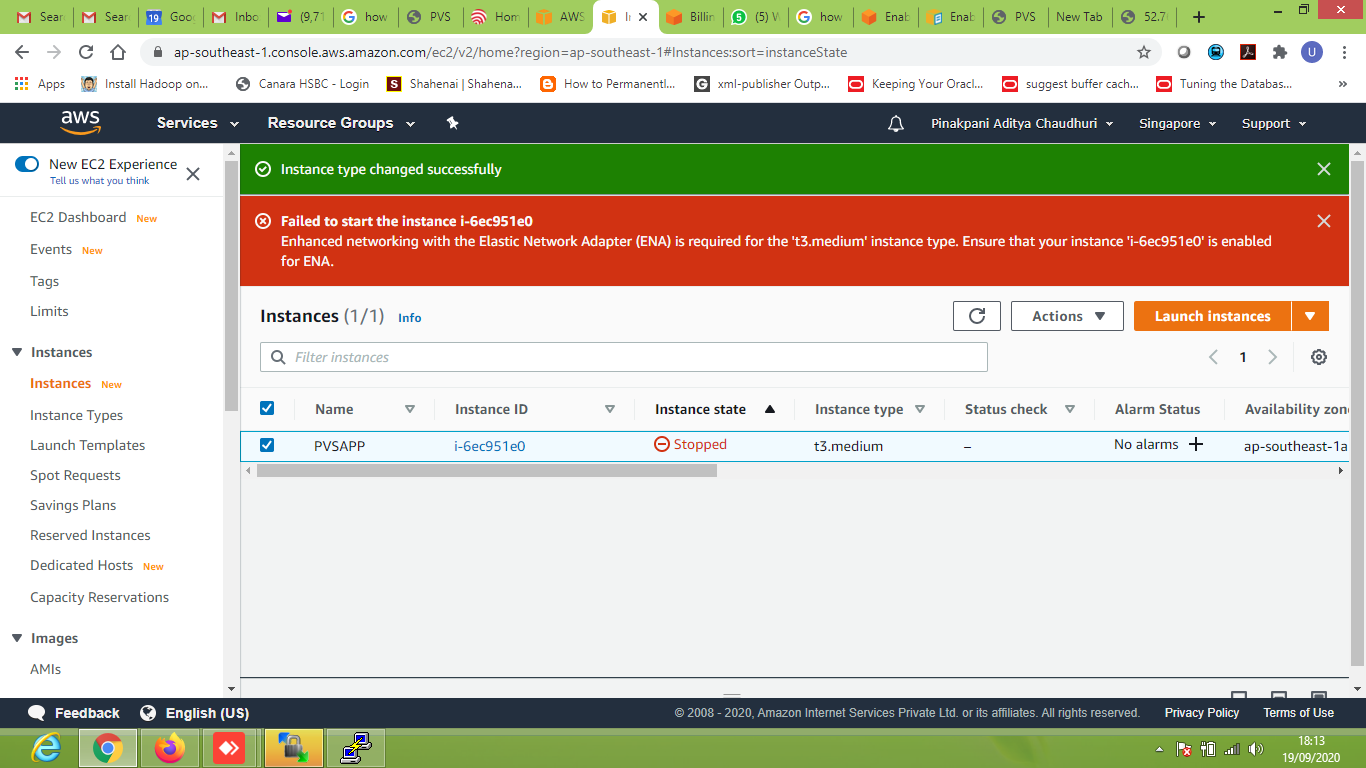 Sear
Sear
19 Goo
Inbo
(9,71
how
PVS
Hom
AWS
Billin
5 (5) W
how
Enab
Enab
PVS
New Tab
52.7
ap-southeast-1.console.aws.amazon.com/ec2/v2/home?region=ap-southeast-1#Instances:sort=instanceState
U
Apps
Install Hadoop on...
Canara HSBC - Login
S Shahenai | Shahena...
How to Permanentl...
G xml-publisher Outp...
Keeping Your Oracl...
suggest buffer cach...
Tuning the Databas...
»
aws
Services
Resource Groups
Pinakpani Aditya Chaudhuri
Singapore
Support
New EC2 Experience
Tell us what you think
EC2 Dashboard New
Events New
Tags
Limits
Instances
Instances New
Instance Types
Launch Templates
Spot Requests
Savings Plans
Reserved Instances
Dedicated Hosts New
Capacity Reservations
Images
AMIs
Instance type changed successfully
Failed to start the instance i-6ec951e0
Enhanced networking with the Elastic Network Adapter (ENA) is required for the 't3.medium' instance type. Ensure that your instance 'i-6ec951e0' is enabled
for ENA.
Instances (1/1) Info
Actions
Launch instances
Filter instances
1
Name Instance ID Instance state Instance type Status check Alarm Status Availability zon
PVSAPP i-6ec951e0 Stopped t3.medium – No alarms + ap-southeast-1a
Feedback
English (US)
© 2008 - 2020, Amazon Internet Services Private Ltd. or its affiliates. All rights reserved.
Privacy Policy
Terms of Use
18:13
19/09/2020